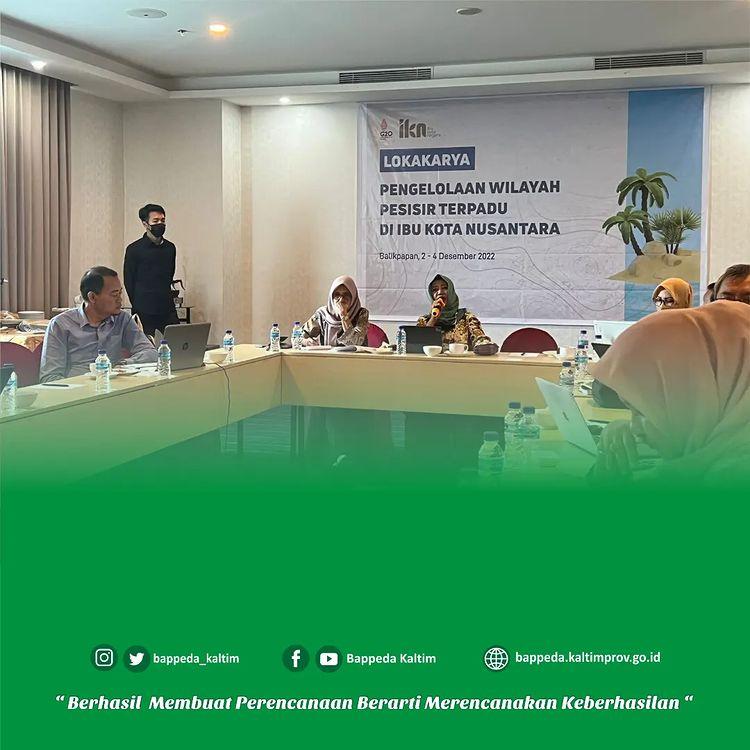 G20
ikn
LOKAKARYA
PENGELOLAAN WILAYAH
PESISIR TERPADU
DI IBU KOTA NUSANTARA
Balikpapan, 2 - 4 Desember 2022
bappeda_kaltim
Bappeda Kaltim
bappeda.kaltimprov.go.id
“ Berhasil Membuat Perencanaan Berarti Merencanakan Keberhasilan “